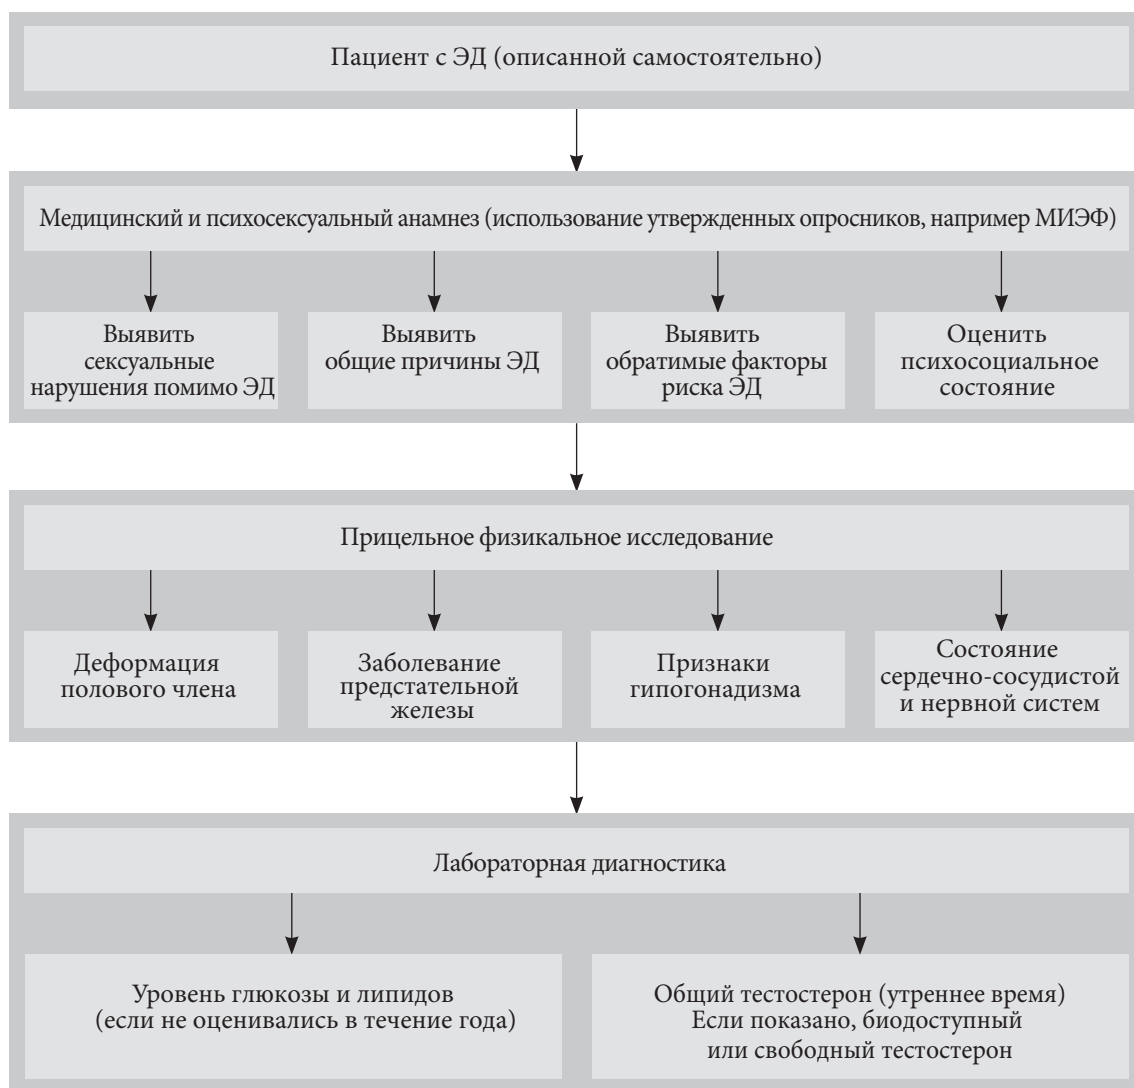 Пациент с ЭД (описанной самостоятельно)
Медицинский и психосексуальный анамнез (использование утвержденных опросников, например МИЭФ)
Выявить
сексуальные
нарушения помимо ЭД
Выявить
общие причины ЭД
Выявить
обратимые факторы
риска ЭД
Оценить
психосоциальное
состояние
Прицельное физикальное исследование
Деформация
полового члена
Заболевание
предстательной
железы
Признаки
гипогонадизма
Состояние
сердечно-сосудистой
и нервной систем
Лабораторная диагностика
Уровень глюкозы и липидов
(если не оценивались в течение года)
Общий тестостерон (утреннее время)
Если показано, биодоступный
или свободный тестостерон